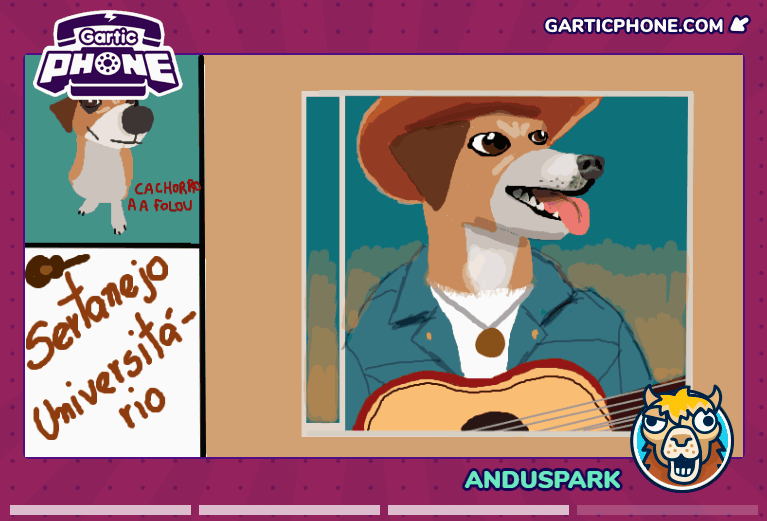 Gartic
PHONE
GARTICPHONE.COM
CACHORRO
A A FOLOU
Sertanejo
Universitá-
rio
ANDUSPARK